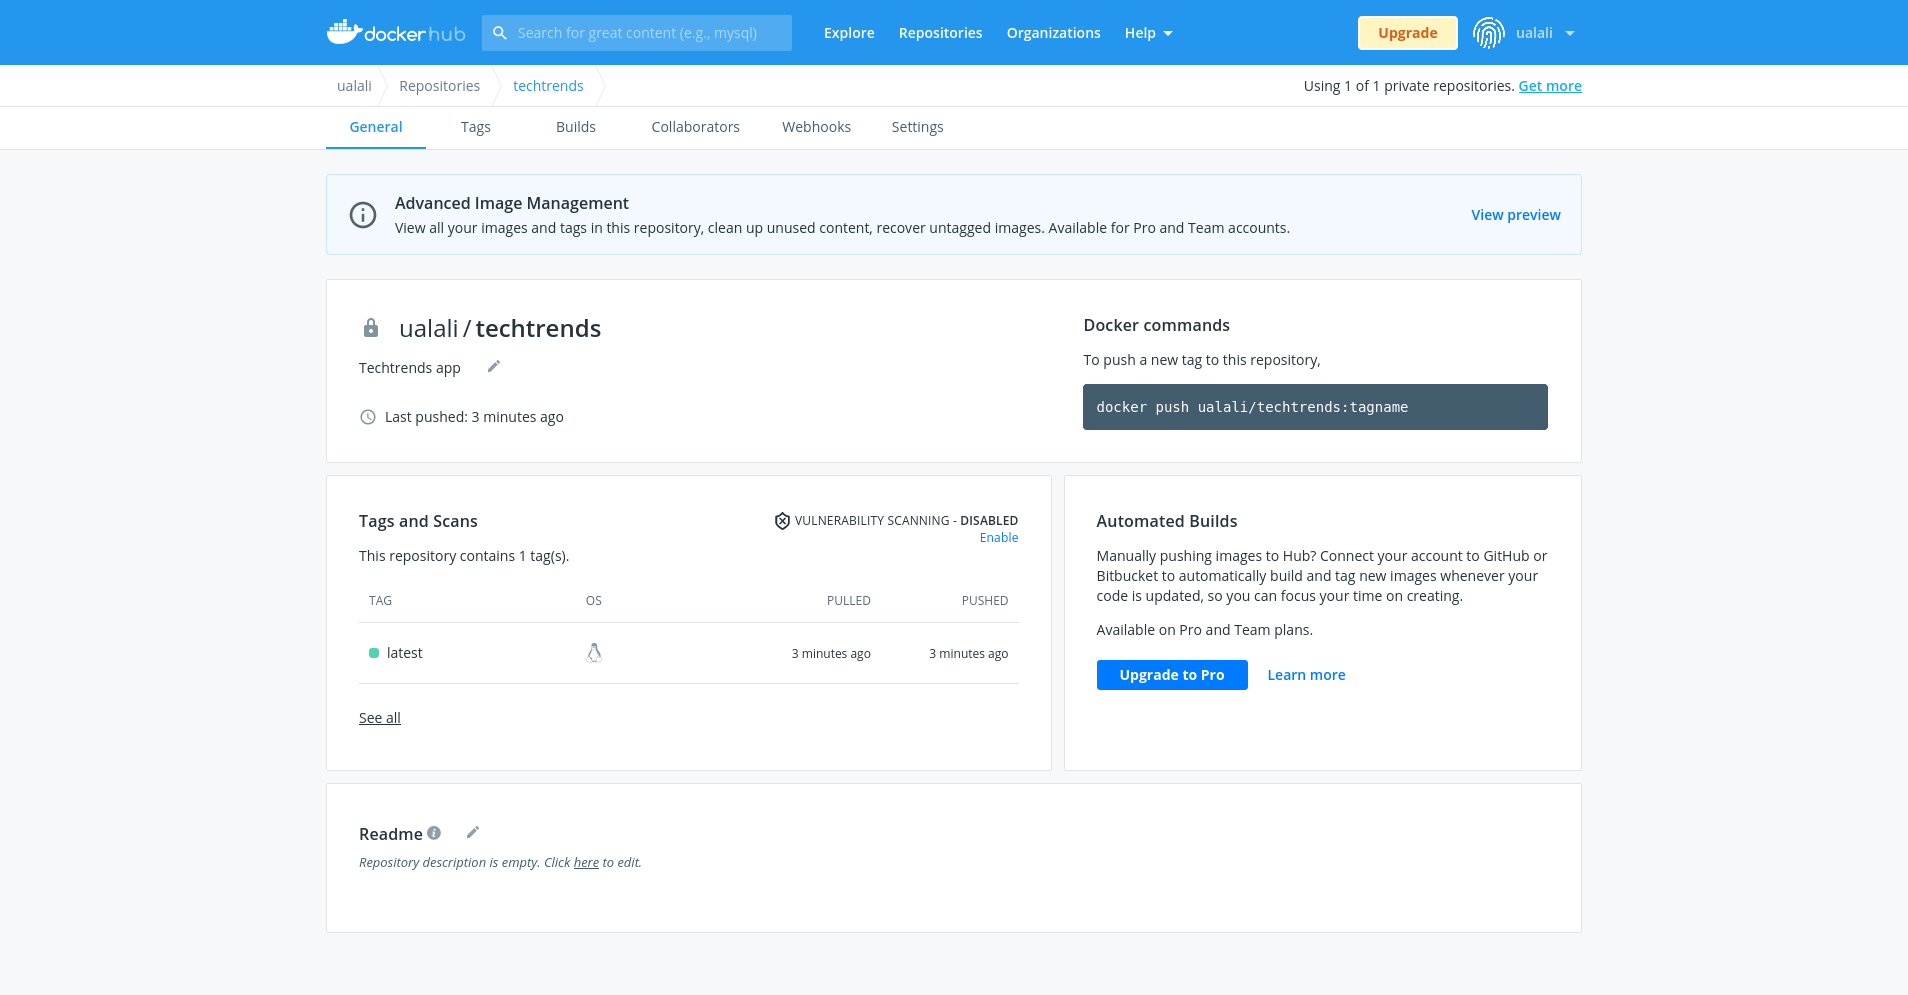 docker hub
Search for great content (e.g., mysql)
Explore
Repositories
Organizations
Help
Upgrade
ualali
ualali
Repositories
techtrends
Using 1 of 1 private repositories. Get more
General
Tags
Builds
Collaborators
Webhooks
Settings
Advanced Image Management
View all your images and tags in this repository, clean up unused content, recover untagged images. Available for Pro and Team accounts.
View preview
ualali / techtrends
Techtrends app
Last pushed: 3 minutes ago
Docker commands
To push a new tag to this repository,
docker push ualali/techtrends:tagname
Tags and Scans
VULNERABILITY SCANNING - DISABLED
Enable
This repository contains 1 tag(s).
TAG
OS
PULLED
PUSHED
latest
3 minutes ago
3 minutes ago
See all
Automated Builds
Manually pushing images to Hub? Connect your account to GitHub or
Bitbucket to automatically build and tag new images whenever your
code is updated, so you can focus your time on creating.
Available on Pro and Team plans.
Upgrade to Pro
Learn more
Readme
Repository description is empty. Click here to edit.